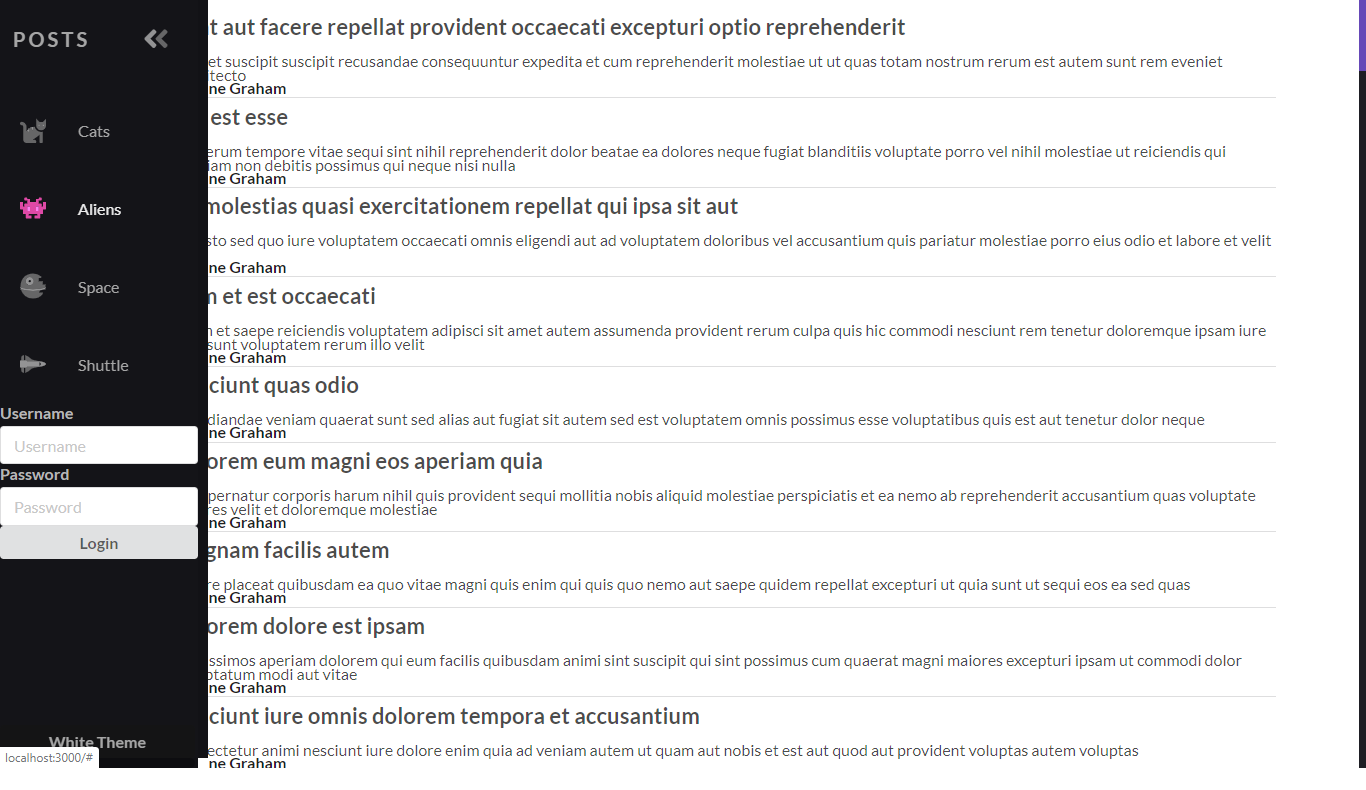 POSTS
Cats
Aliens
Space
Shuttle
Username
Username
Password
Password
Login
White Theme
localhost:3000/#
aut facere repellat provident occaecati excepturi optio reprehenderit
et suscipit suscipit recusandae consequuntur expedita et cum reprehenderit molestiae ut ut quas totam nostrum rerum est autem sunt rem eveniet
itecto
ne Graham
est esse
erum tempore vitae sequi sint nihil reprehenderit dolor beatae ea dolores neque fugiat blanditiis voluptate porro vel nihil molestiae ut reiciendis qui
iam non debitis possimus qui neque nisi nulla
ne Graham
molestias quasi exercitationem repellat qui ipsa sit aut
sto sed quo iure voluptatem occaecati omnis eligendi aut ad voluptatem doloribus vel accusantium quis pariatur molestiae porro eius odio et labore et velit
ne Graham
et est occaecati
et saepe reiciendis voluptatem adipisci sit amet autem assumenda provident rerum culpa quis hic commodi nesciunt rem tenetur doloremque ipsam iure
sunt voluptatem rerum illo velit
ne Graham
ciunt quas odio
diandae veniam quaerat sunt sed alias aut fugiat sit autem sed est voluptatem omnis possimus esse voluptatibus quis est aut tenetur dolor neque
ne Graham
orem eum magni eos aperiam quia
pernatur corporis harum nihil quis provident sequi mollitia nobis aliquid molestiae perspiciatis et ea nemo ab reprehenderit accusantium quas voluptate
res velit et doloremque molestiae
ne Graham
gnam facilis autem
re placeat quibusdam ea quo vitae magni quis enim qui quis quo nemo aut saepe quidem repellat excepturi ut quia sunt ut sequi eos ea sed quas
ne Graham
orem dolore est ipsam
ssimos aperiam dolorem qui eum facilis quibusdam animi sint suscipit qui sint possimus cum quaerat magni maiores excepturi ipsam ut commodi dolor
ptatum modi aut vitae
ne Graham
ciunt iure omnis dolorem tempora et accusantium
ectetur animi nesciunt iure dolore enim quia ad veniam autem ut quam aut nobis et est aut quod aut provident voluptas autem voluptas
ne Graham